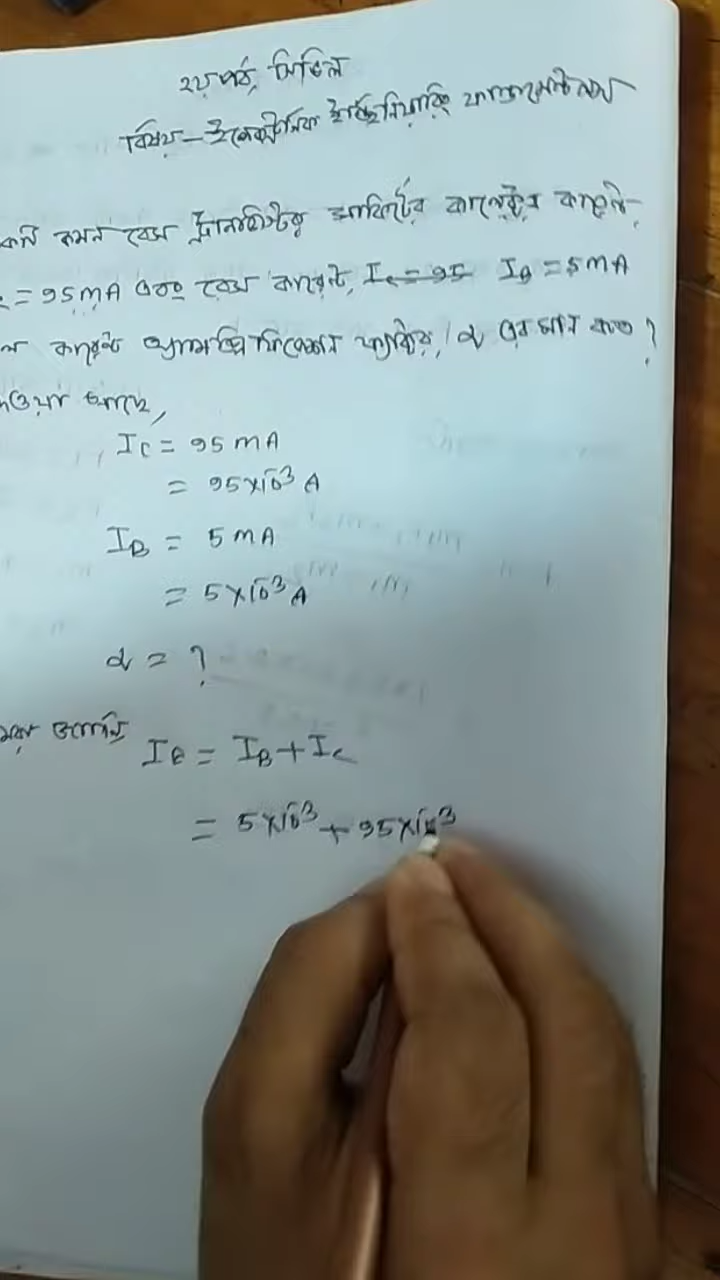 ২য় পর্ব, সিভিল
বিষয় – ইলেকট্রনিক ইঞ্জিনিয়ারিং ফান্ডামেন্টালস
কমন বেস ট্রানজিস্টর সার্কিটের কালেক্টর কারেন্ট
= 95mA এবং বেস কারেন্ট, I_B = 5mA
কারেন্ট অ্যামপ্লিফিকেশন ফ্যাক্টর, α এর মান কত?
আছে,
I_C = 95 mA
= 95×10⁻³ A
I_B = 5 mA
= 5×10⁻³ A
α = ?
জানি I_E = I_B + I_C
= 5×10⁻³ + 95×10⁻³